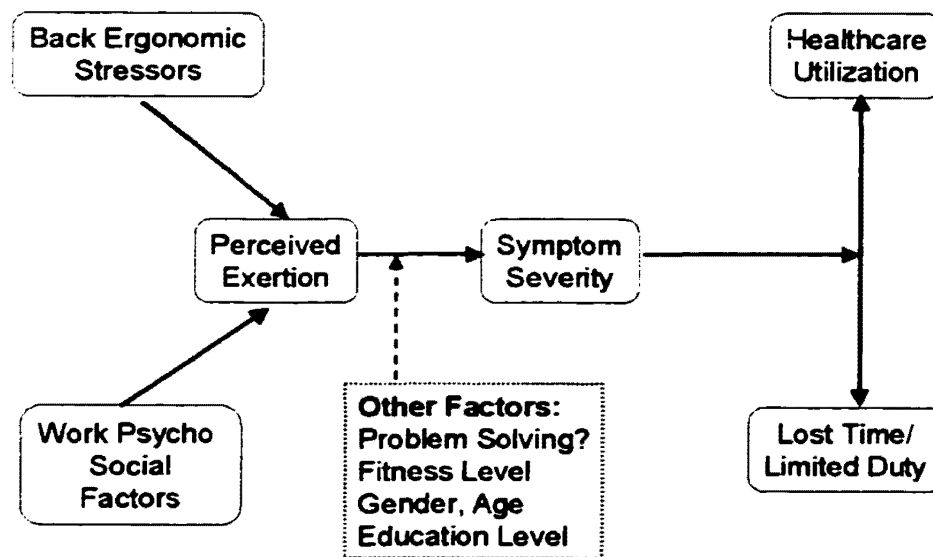 Back Ergonomic
Stressors
Healthcare
Utilization
Perceived
Exertion
Symptom
Severity
Work Psycho
Social
Factors
Other Factors:
Problem Solving?
Fitness Level
Gender, Age
Education Level
Lost Time/
Limited Duty